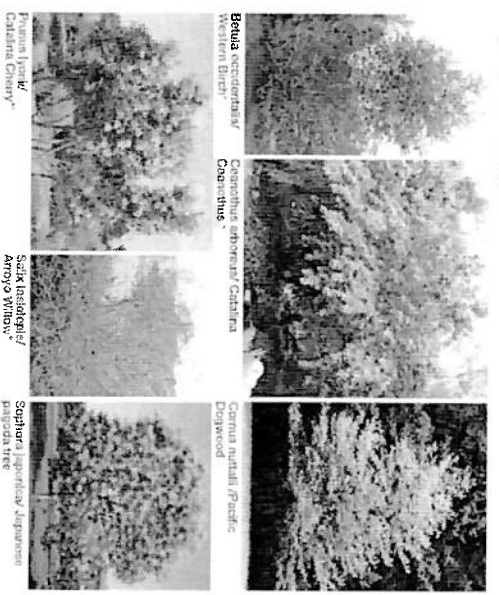 Betula occidentalis/
Western Birch*
Ceanothus arboreus/ Catalina
Ceanothus*
Cornus nuttalii /Pacific
Dogwood
Prunus lyonii/
Catalina Cherry*
Salix lasiolepis/
Arroyo Willow*
Sophora japonica/ Japanese
pagoda tree